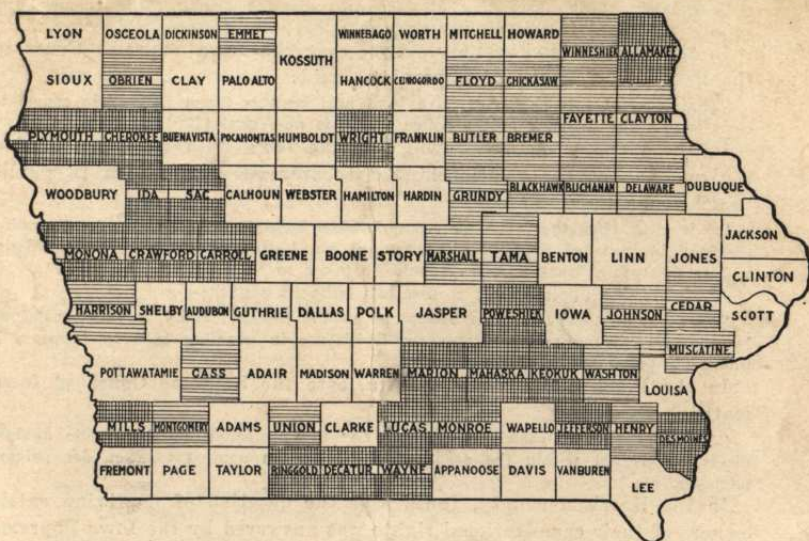 LYON OSCEOLA DICKINSON EMMET WINNEBAGO WORTH MITCHELL HOWARD WINNESHIEK ALLAMAKEE
KOSSUTH
SIOUX OBRIEN CLAY PALO ALTO HANCOCK CERROGORDO FLOYD CHICKASAW
FAYETTE CLAYTON
PLYMOUTH CHEROKEE BUENAVISTA POCAHONTAS HUMBOLDT WRIGHT FRANKLIN BUTLER BREMER
WOODBURY IDA SAC CALHOUN WEBSTER HAMILTON HARDIN GRUNDY BLACKHAWK BUCHANAN DELAWARE DUBUQUE
MONONA CRAWFORD CARROLL GREENE BOONE STORY MARSHALL TAMA BENTON LINN JONES JACKSON
CLINTON
HARRISON SHELBY AUDUBON GUTHRIE DALLAS POLK JASPER POWESHIEK IOWA JOHNSON CEDAR SCOTT
MUSCATINE
POTTAWATAMIE CASS ADAIR MADISON WARREN MARION MAHASKA KEOKUK WASHTON LOUISA
MILLS MONTGOMERY ADAMS UNION CLARKE LUCAS MONROE WAPELLO JEFFERSON HENRY DES MOINES
FREMONT PAGE TAYLOR RINGGOLD DECATUR WAYNE APPANOOSE DAVIS VAN BUREN LEE